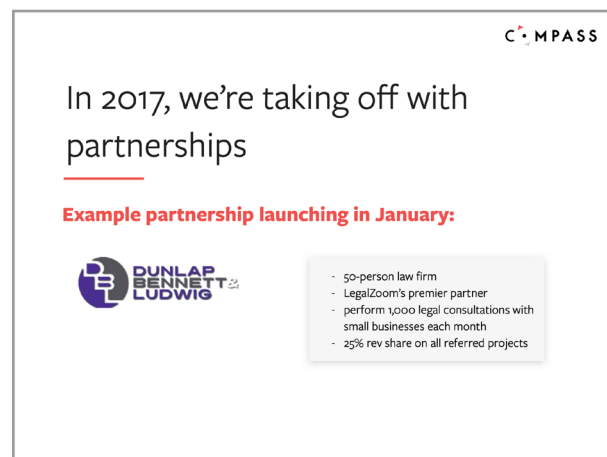 COMPASS
In 2017, we're taking off with
partnerships
Example partnership launching in January:
DBL
DUNLAP
BENNETT&
LUDWIG
- 50-person law firm
- LegalZoom's premier partner
- perform 1,000 legal consultations with
small businesses each month
- 25% rev share on all referred projects